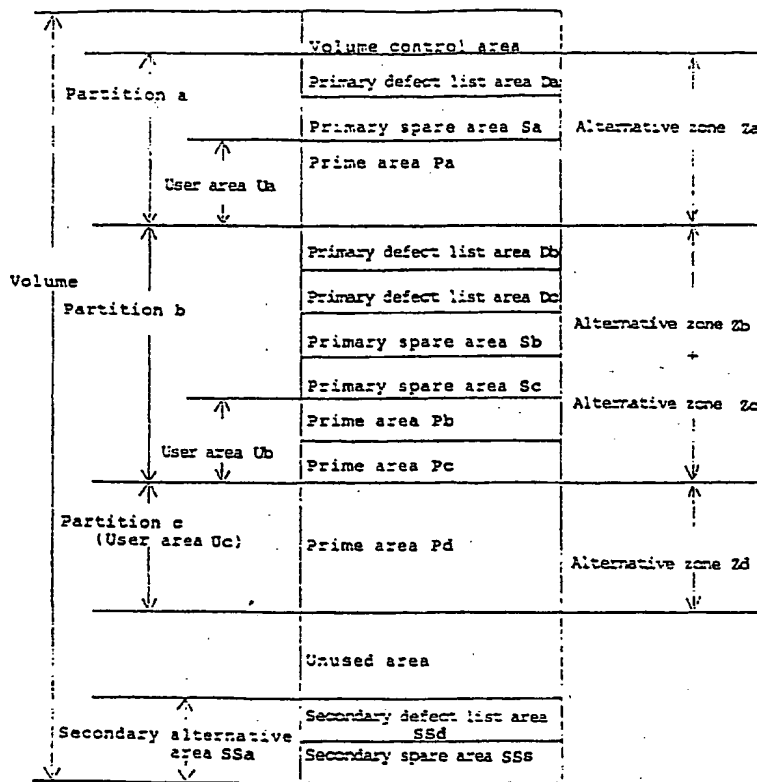 Volume control area
Primary defect list area Da
Partition a
Primary spare area Sa
Alternative zone Za
Prime area Pa
User area Ua
Primary defect list area Db
Volume
Primary defect list area Dc
Partition b
Alternative zone Zb
Primary spare area Sb
+
Primary spare area Sc
Alternative zone Zc
Prime area Pb
User area Ub
Prime area Pc
Partition c
(User area Uc)
Prime area Pd
Alternative zone Zd
Unused area
Secondary defect list area
SSd
Secondary alternative
area SSa
Secondary spare area SSs